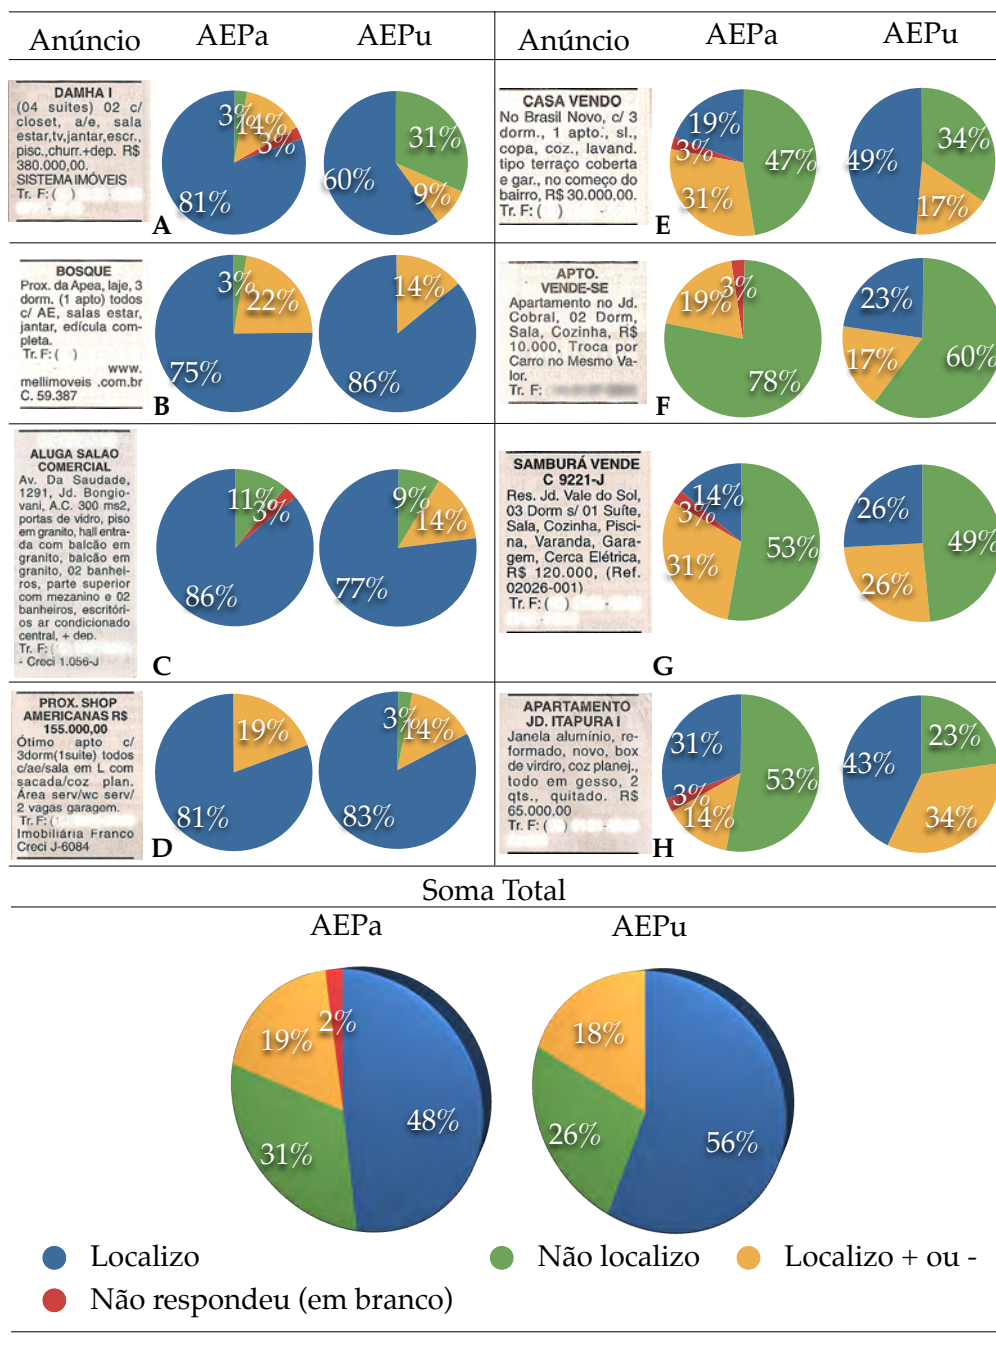 Anúncio AEPa AEPu Anúncio AEPa AEPu
DAMHA I
(04 suites) 02 c/
closet, a/e, sala
estar,tv,jantar,escr.,
pisc.,churr.+dep. R$
380.000,00.
SISTEMA IMÓVEIS
Tr. F: ( )
A
3%
14%
3%
81%
31%
9%
60%
CASA VENDO
No Brasil Novo, c/ 3
dorm., 1 apto., sl.,
copa, coz., lavand.
tipo terraço coberta
e gar., no começo do
bairro, R$ 30.000,00.
Tr. F: ( ) -
E
19%
3%
31%
47%
49%
34%
17%
BOSQUE
Prox. da Apea, laje, 3
dorm. (1 apto) todos
c/ AE, salas estar,
jantar, edícula com-
pleta.
Tr. F: ( )
www.
mellimoveis .com.br
C. 59.387
B
3%
22%
75%
14%
86%
APTO.
VENDE-SE
Apartamento no Jd.
Cobral, 02 Dorm,
Sala, Cozinha, R$
10.000, Troca por
Carro no Mesmo Va-
lor.
Tr. F:
F
19%
3%
78%
23%
17%
60%
ALUGA SALÃO
COMERCIAL
Av. Da Saudade,
1291, Jd. Bongio-
vani, A.C. 300 ms2,
portas de vidro, piso
em granito, hall entra-
da com balcão em
granito, balcão em
granito, 02 banhei-
ros, parte superior
com mezanino e 02
banheiros, escritóri-
os ar condicionado
central, + dep.
Tr. F: (
- Creci 1.056-J
C
11%
3%
86%
9%
14%
77%
SAMBURÁ VENDE
C 9221-J
Res. Jd. Vale do Sol,
03 Dorm s/ 01 Suíte,
Sala, Cozinha, Pisci-
na, Varanda, Gara-
gem, Cerca Elétrica,
R$ 120.000, (Ref.
02026-001)
Tr. F: ( )
G
14%
3%
31%
53%
26%
26%
49%
PROX. SHOP
AMERICANAS R$
155.000,00
Ótimo apto c/
3dorm(1suite) todos
c/ae/sala em L com
sacada/coz plan.
Área serv/wc serv/
2 vagas garagem.
Tr. F: (
Imobiliária Franco
Creci J-6084
D
19%
81%
3%
14%
83%
APARTAMENTO
JD. ITAPURA I
Janela alumínio, re-
formado, novo, box
de virdro, coz planej.,
todo em gesso, 2
qts., quitado. R$
65.000,00
Tr. F: ( )
H
31%
3%
14%
53%
43%
23%
34%
Soma Total
AEPa AEPu
19%
2%
48%
31%
18%
26%
56%
Localizo Não localizo Localizo + ou -
Não respondeu (em branco)